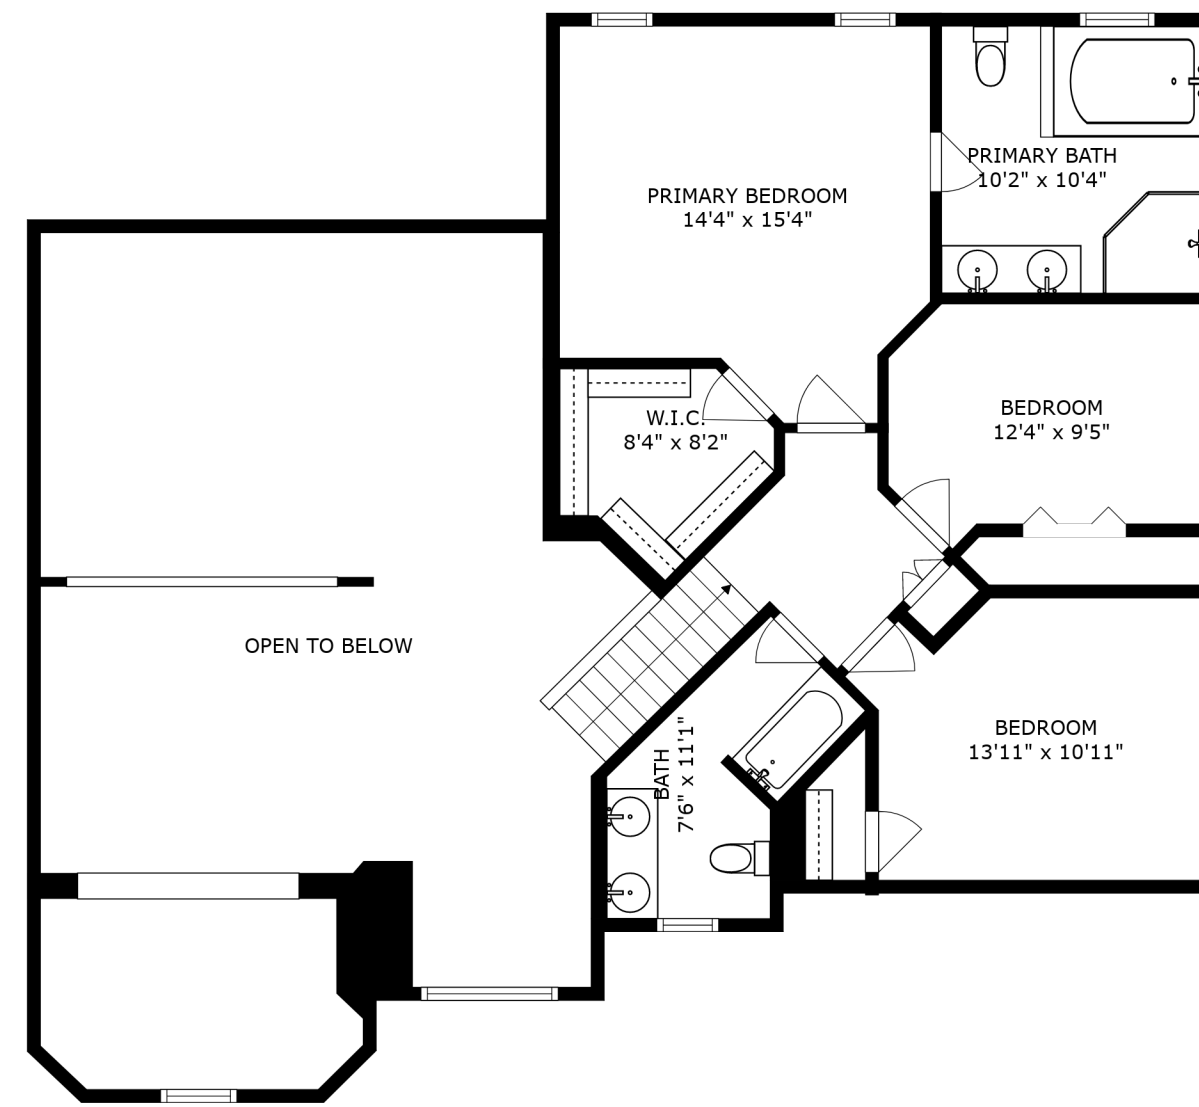 PRIMARY BATH
10'2" x 10'4"
PRIMARY BEDROOM
14'4" x 15'4"
W.I.C.
8'4" x 8'2"
BEDROOM
12'4" x 9'5"
OPEN TO BELOW
BATH
7'6" x 11'1"
BEDROOM
13'11" x 10'11"